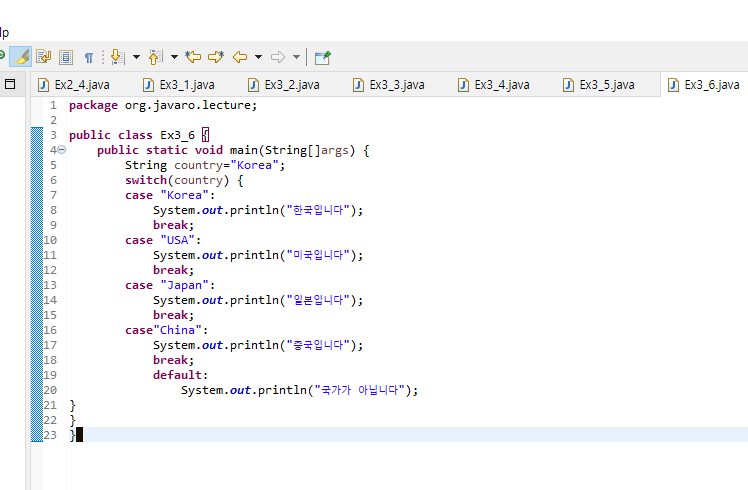 lp
Ex2_4.java Ex3_1.java Ex3_2.java Ex3_3.java Ex3_4.java Ex3_5.java Ex3_6.java
1 package org.javaro.lecture;
2
3 public class Ex3_6 {
4 public static void main(String[]args) {
5 String country="Korea";
6 switch(country) {
7 case "Korea":
8 System.out.println("한국입니다");
9 break;
10 case "USA":
11 System.out.println("미국입니다");
12 break;
13 case "Japan":
14 System.out.println("일본입니다");
15 break;
16 case"China":
17 System.out.println("중국입니다");
18 break;
19 default:
20 System.out.println("국가가 아닙니다");
21 }
22 }
23 }